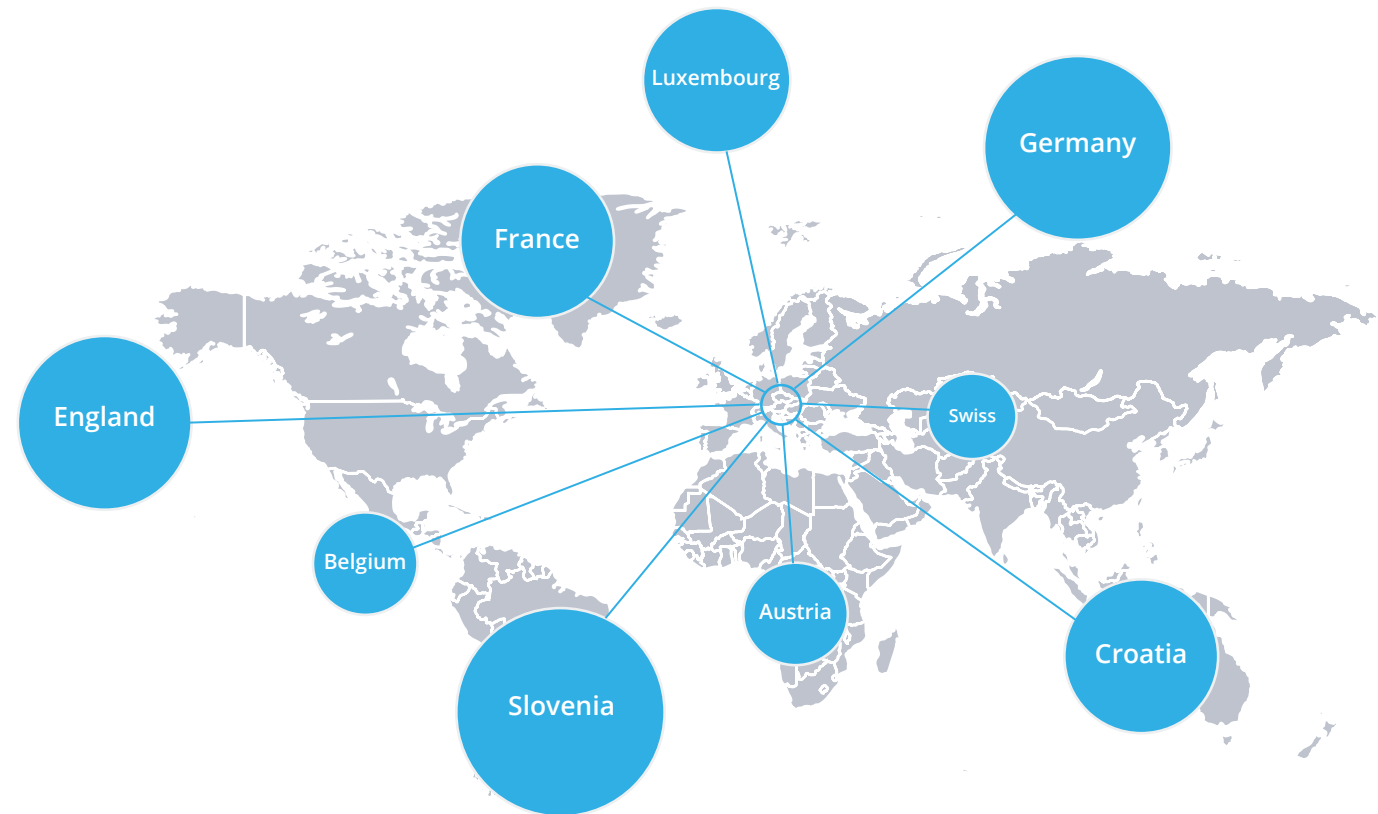 Luxembourg
Germany
France
England
Swiss
Belgium
Austria
Croatia
Slovenia